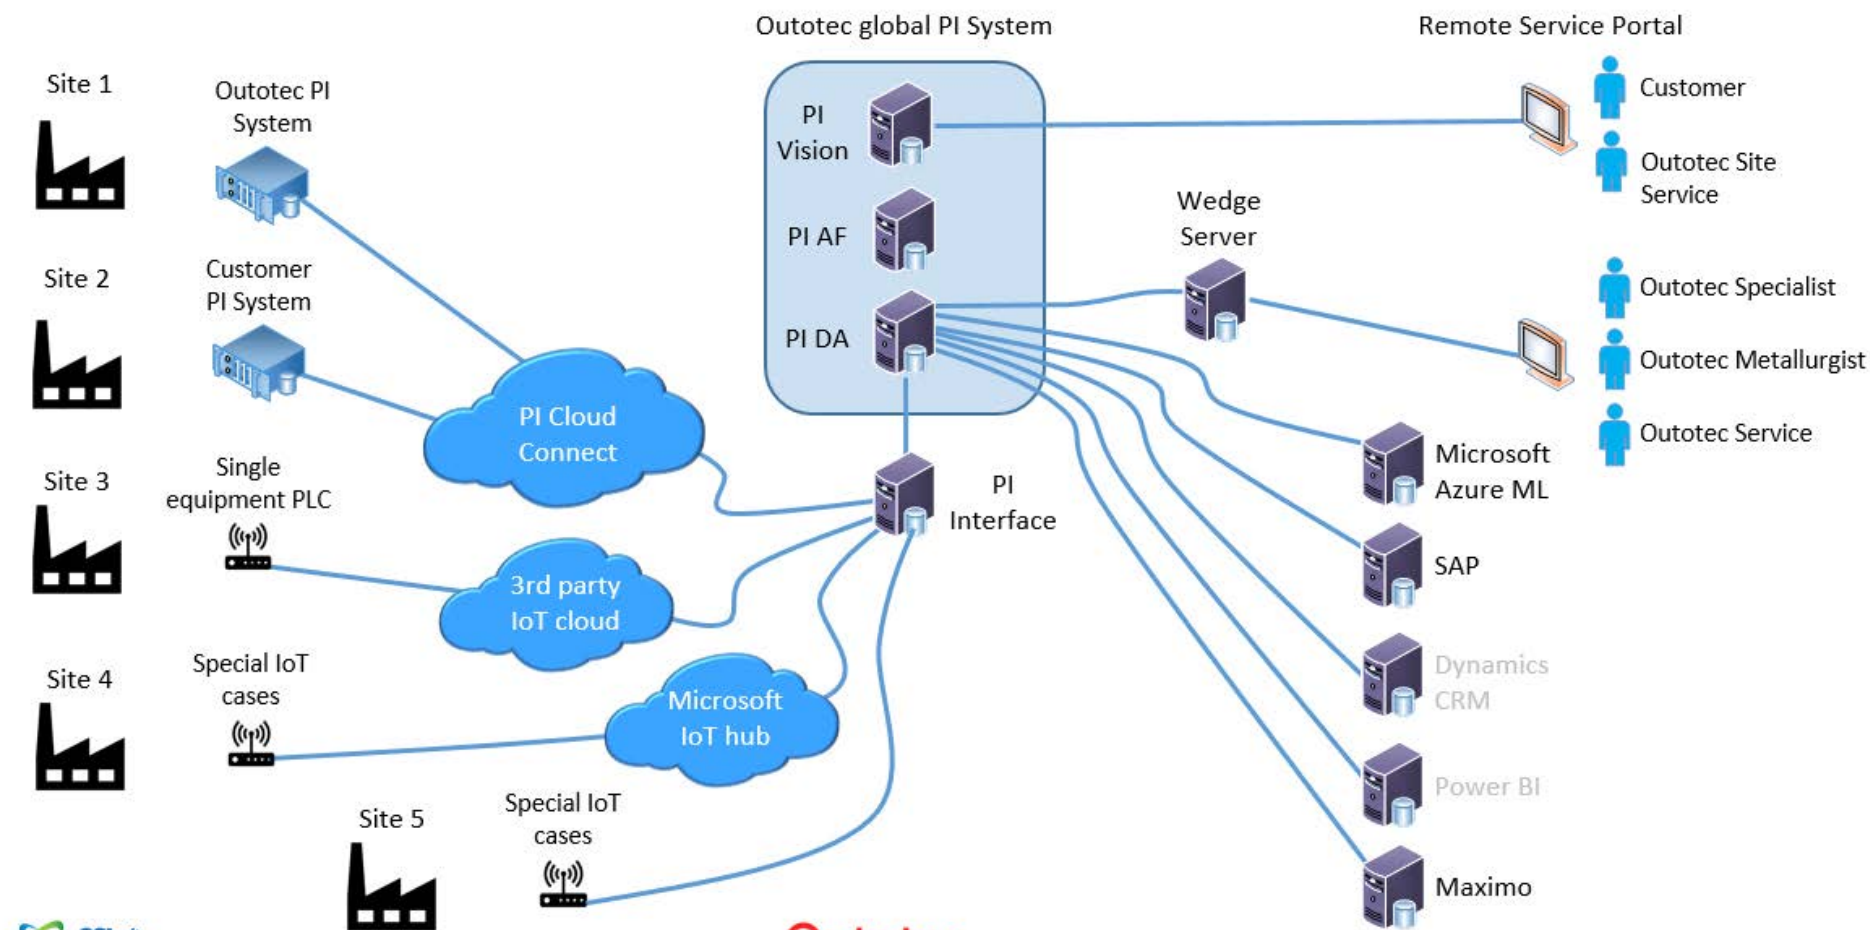 Outotec global PI System
Remote Service Portal
Site 1
Outotec PI
System
PI
Vision
Customer
Outotec Site
Service
Wedge
Server
PI AF
Site 2
Customer
PI System
PI DA
Outotec Specialist
Outotec Metallurgist
Outotec Service
PI Cloud
Connect
Site 3
Single
equipment PLC
PI
Interface
Microsoft
Azure ML
SAP
3rd party
IoT cloud
Site 4
Special IoT
cases
Microsoft
IoT hub
Dynamics
CRM
Power BI
Site 5
Special IoT
cases
Maximo